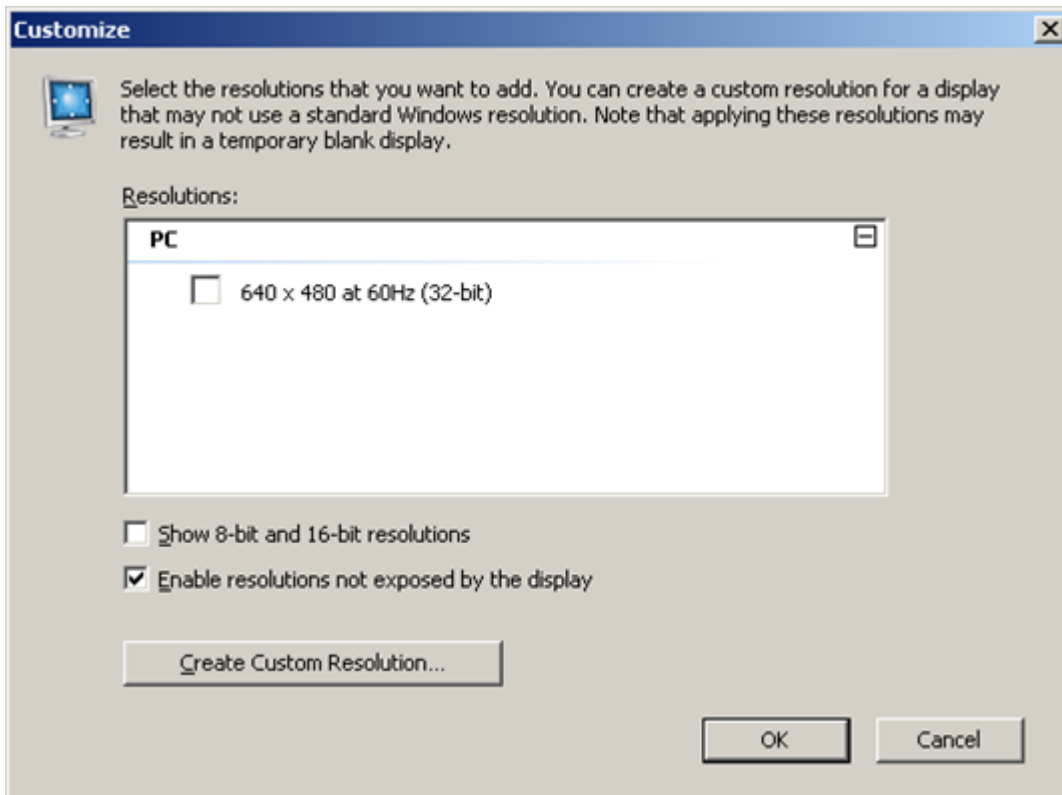 Customize
Select the resolutions that you want to add. You can create a custom resolution for a display
that may not use a standard Windows resolution. Note that applying these resolutions may
result in a temporary blank display.
Resolutions:
PC
640 x 480 at 60Hz (32-bit)
Show 8-bit and 16-bit resolutions
Enable resolutions not exposed by the display
Create Custom Resolution...
OK
Cancel